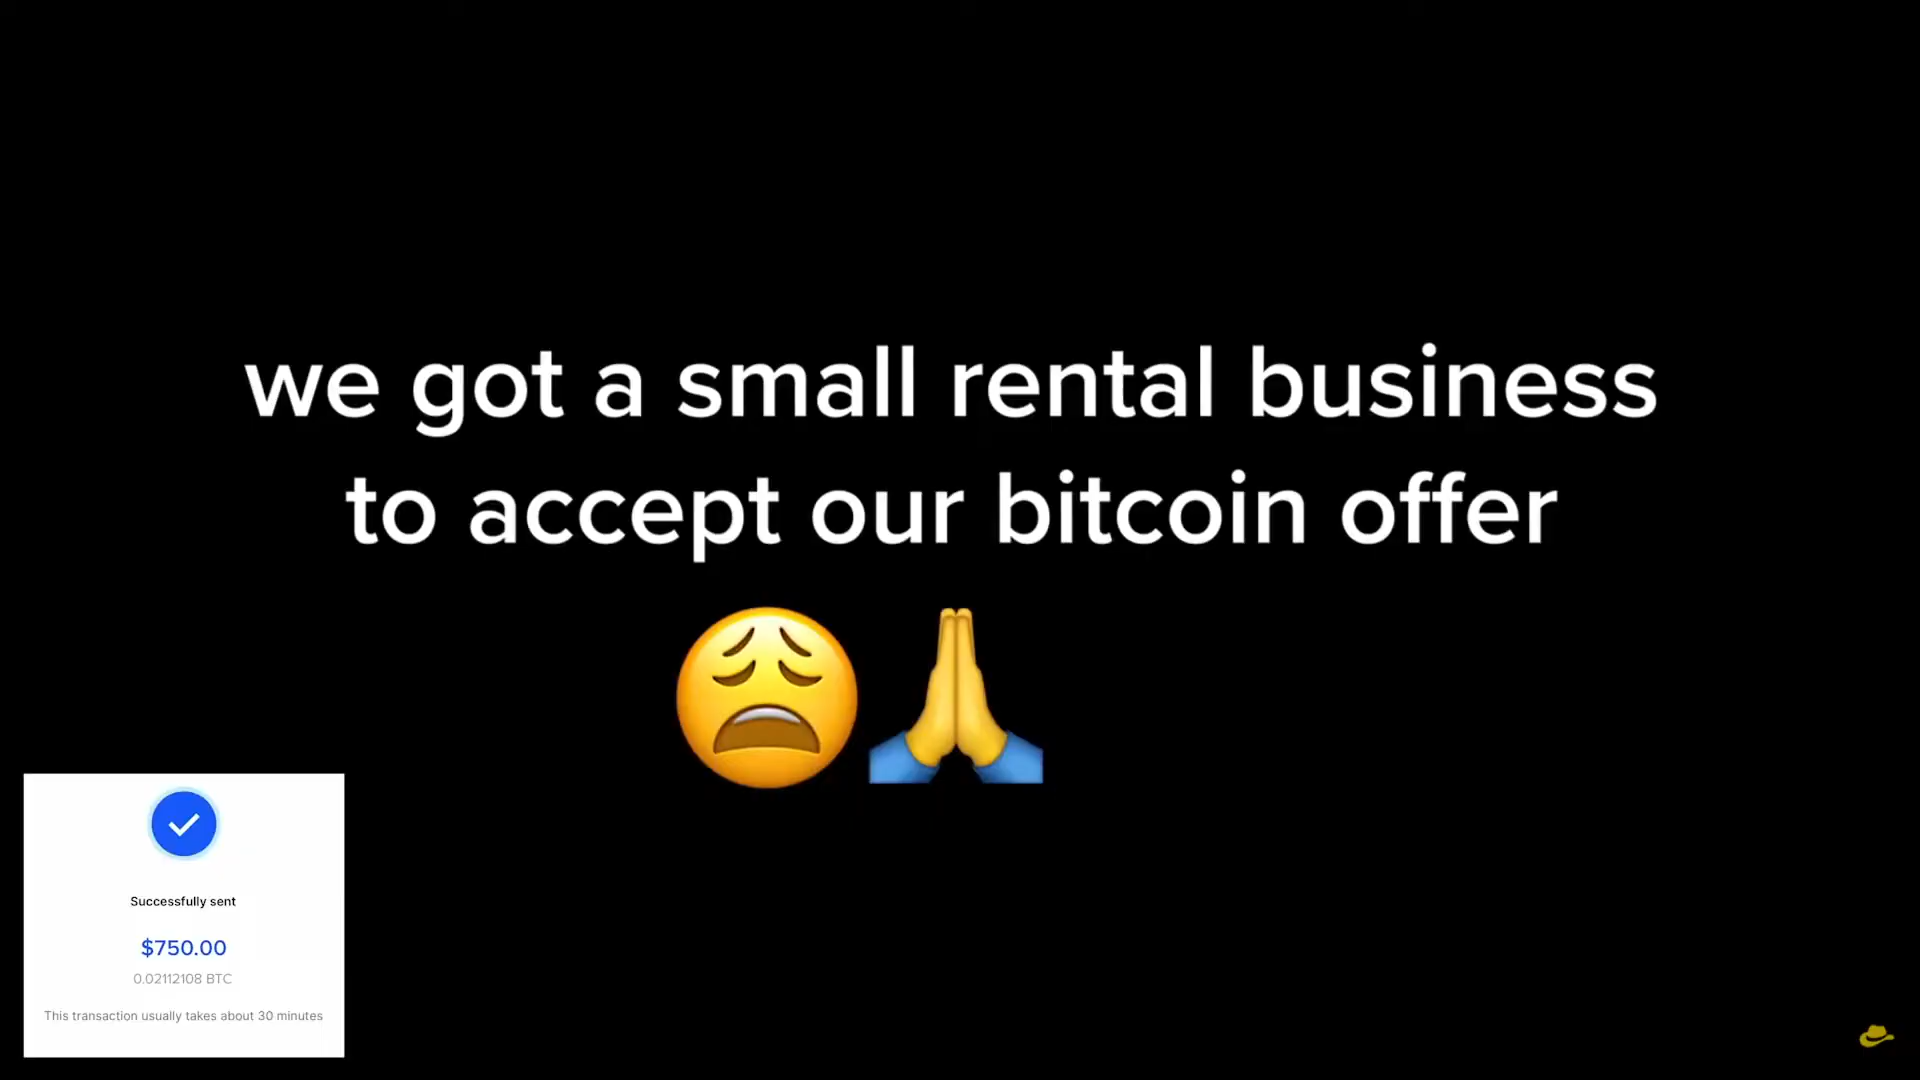 we got a small rental business
to accept our bitcoin offer
😩🙏
Successfully sent
$750.00
0.02112108 BTC
This transaction usually takes about 30 minutes